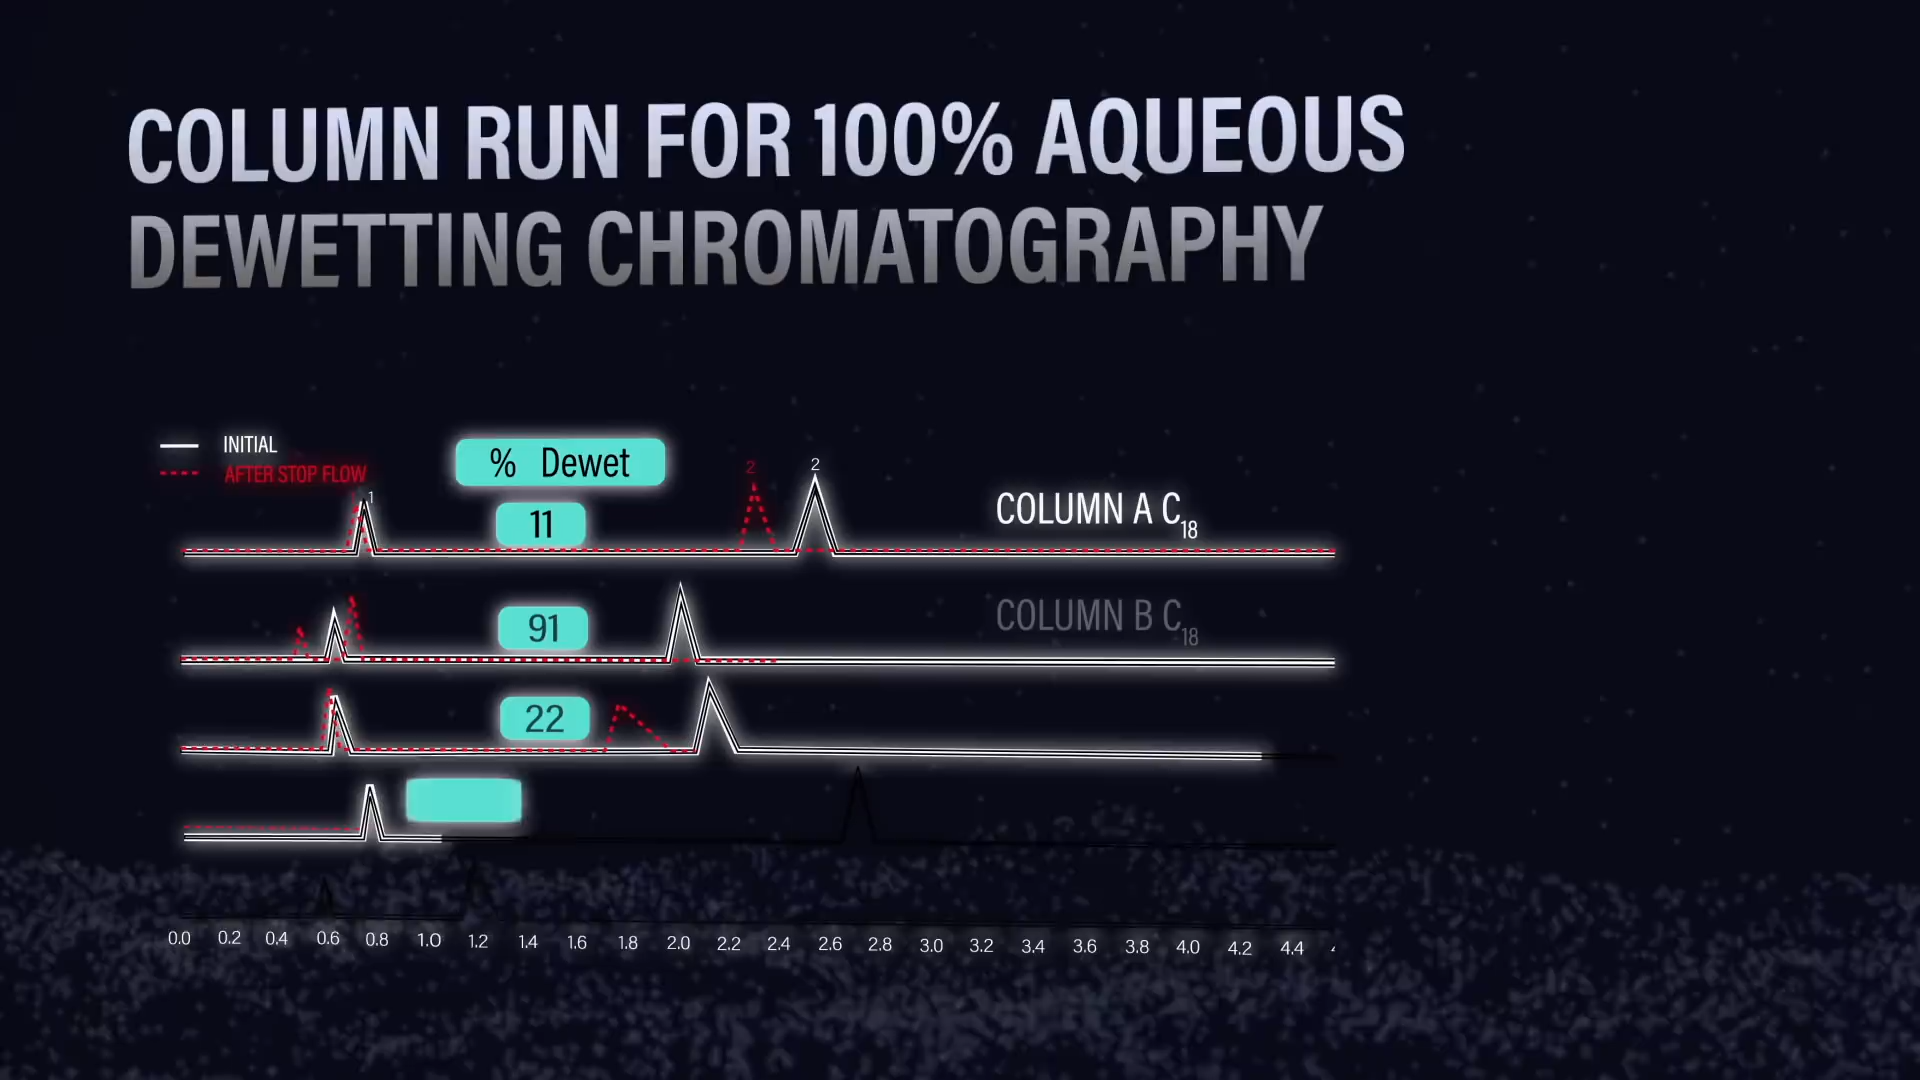 COLUMN RUN FOR 100% AQUEOUS
DEWETTING CHROMATOGRAPHY
INITIAL
AFTER STOP FLOW
% Dewet
1
2
2
11
COLUMN A C18
91
COLUMN B C18
22
0.0 0.2 0.4 0.6 0.8 1.0 1.2 1.4 1.6 1.8 2.0 2.2 2.4 2.6 2.8 3.0 3.2 3.4 3.6 3.8 4.0 4.2 4.4